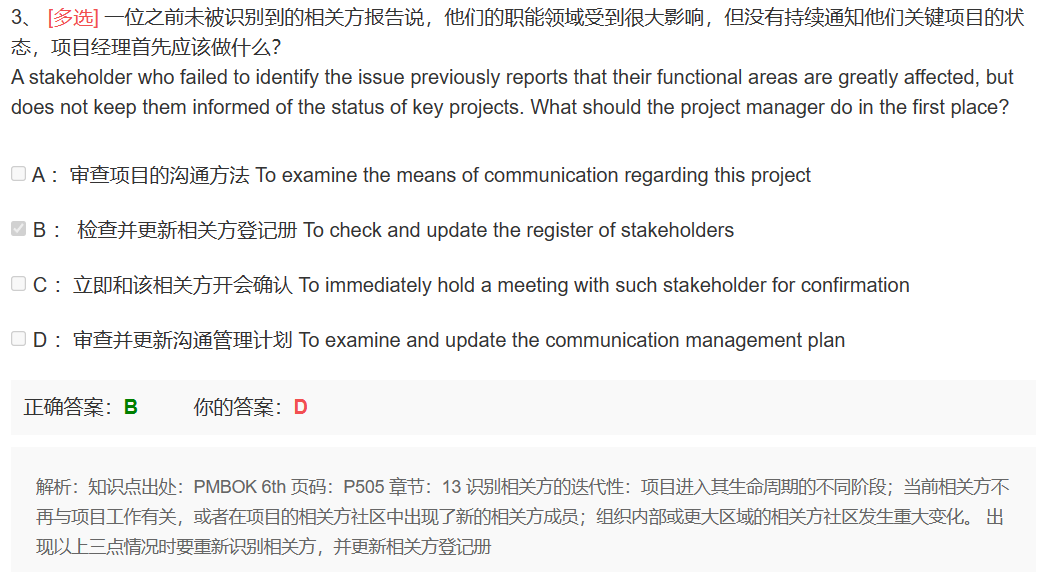 3、 [多选] 一位之前未被识别到的相关方报告说，他们的职能领域受到很大影响，但没有持续通知他们关键项目的状
态，项目经理首先应该做什么？
A stakeholder who failed to identify the issue previously reports that their functional areas are greatly affected, but
does not keep them informed of the status of key projects. What should the project manager do in the first place?
A： 审查项目的沟通方法 To examine the means of communication regarding this project
B： 检查并更新相关方登记册 To check and update the register of stakeholders
C： 立即和该相关方开会确认 To immediately hold a meeting with such stakeholder for confirmation
D： 审查并更新沟通管理计划 To examine and update the communication management plan
正确答案：B 你的答案：D
解析：知识点出处：PMBOK 6th 页码：P505 章节：13 识别相关方的迭代性：项目进入其生命周期的不同阶段；当前相关方不
再与项目工作有关，或者在项目的相关方社区中出现了新的相关方成员；组织内部或更大区域的相关方社区发生重大变化。 出
现以上三点情况时要重新识别相关方，并更新相关方登记册